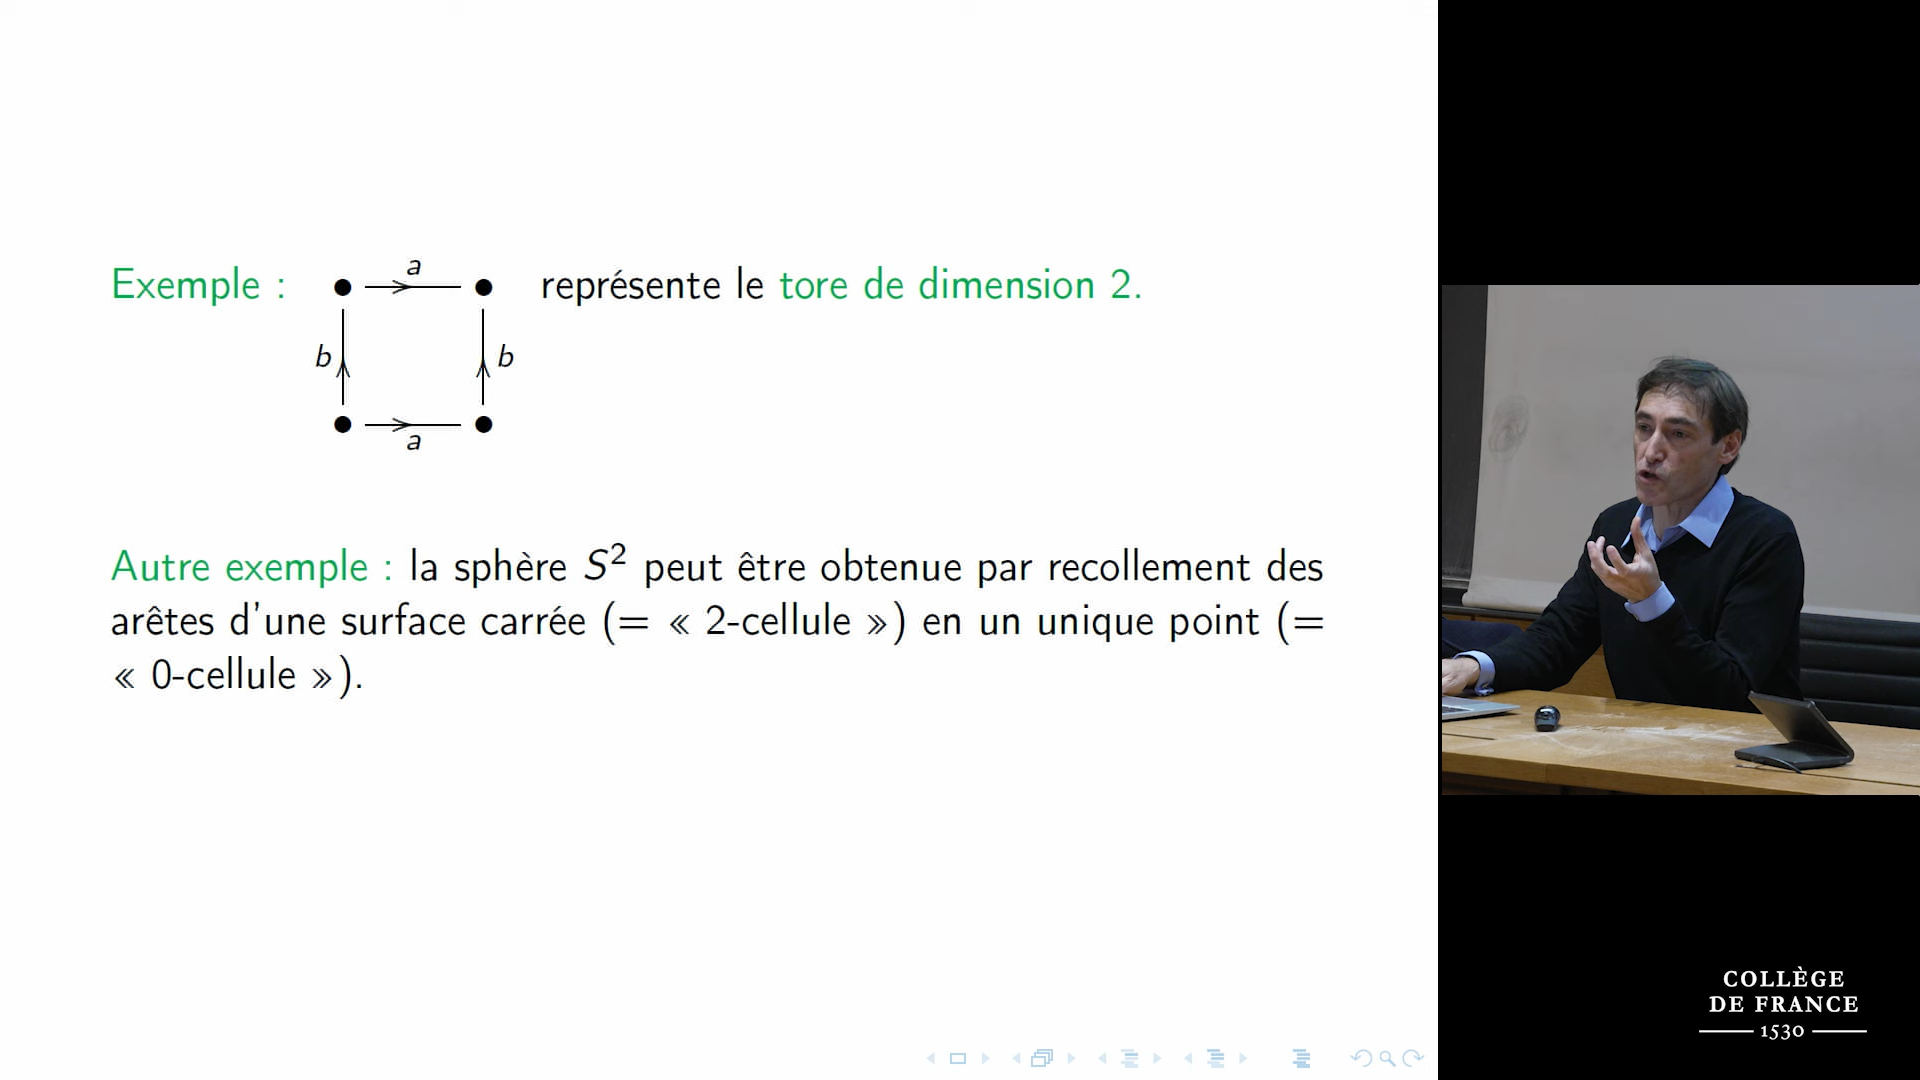 Exemple :
a
représente le tore de dimension 2.
b
b
a
Autre exemple : la sphère S² peut être obtenue par recollement des
arêtes d'une surface carrée (= « 2-cellule ») en un unique point (=
« 0-cellule »).
COLLÈGE
DE FRANCE
1530